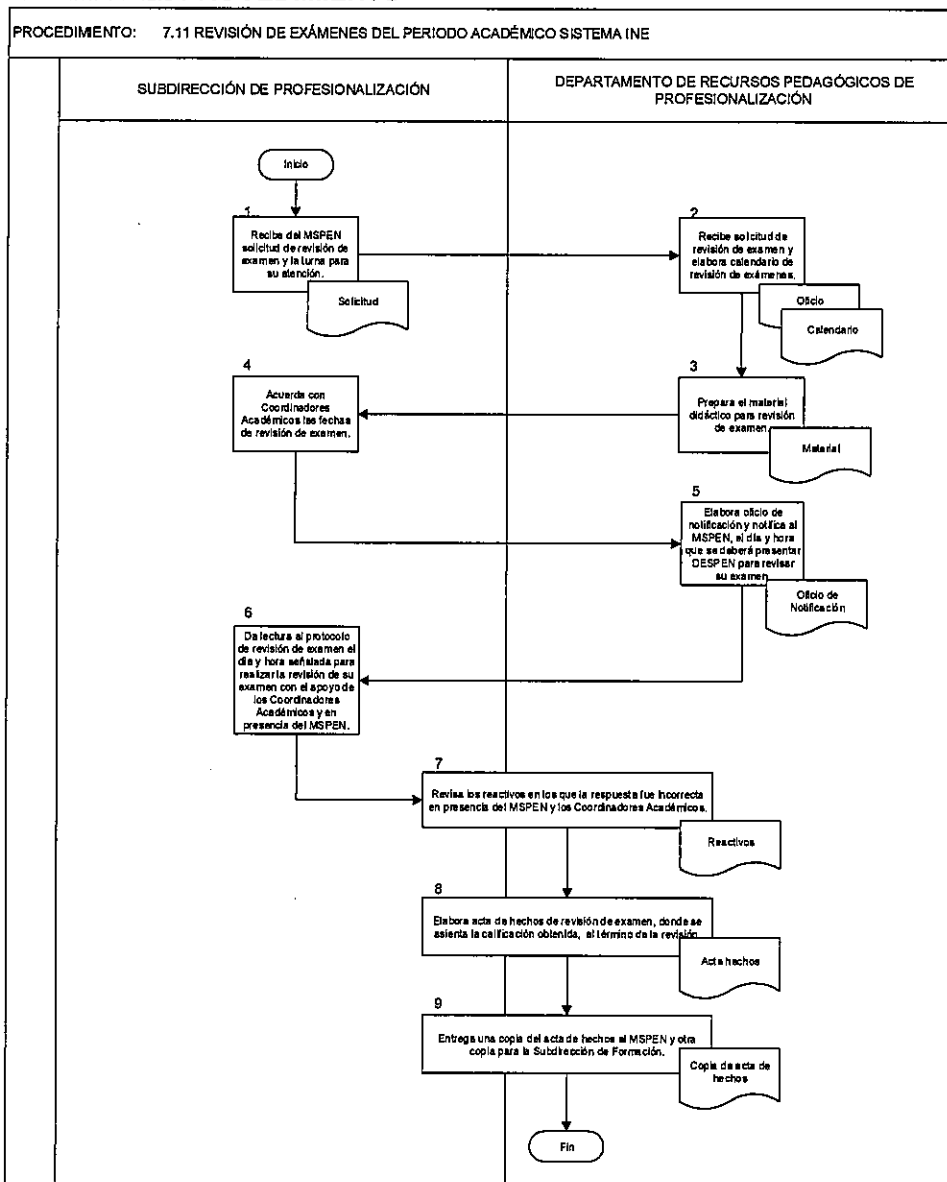 PROCEDIMIENTO: 7.11 REVISIÓN DE EXÁMENES DEL PERIODO ACADÉMICO SISTEMA INE
SUBDIRECCIÓN DE PROFESIONALIZACIÓN
DEPARTAMENTO DE RECURSOS PEDAGÓGICOS DE
PROFESIONALIZACIÓN
Inicio
1
Recibe del MSPEN
solicitud de revisión de
examen y la turna para
su atención.
Solicitud
2
Recibe solicitud de
revisión de examen y
elabora calendario de
revisión de exámenes.
Oficio
Calendario
3
Prepara el material
didáctico para revisión
de examen.
Material
4
Acuerda con
Coordinadores
Académicos las fechas
de revisión de examen.
5
Elabora oficio de
notificación y notifica al
MSPEN, el día y hora
que se deberá presentar
DESPEN para revisar
su examen
Oficio de
Notificación
6
Da lectura al protocolo
de revisión de examen el
día y hora señalada para
realizar la revisión de su
examen con el apoyo de
los Coordinadores
Académicos y en
presencia del MSPEN.
7
Revisa los reactivos en los que la respuesta fue incorrecta
en presencia del MSPEN y los Coordinadores Académicos.
Reactivos
8
Elabora acta de hechos de revisión de examen, donde se
asienta la calificación obtenida, al término de la revisión
Acta hechos
9
Entrega una copia del acta de hechos al MSPEN y otra
copia para la Subdirección de Formación.
Copia de acta de
hechos
Fin